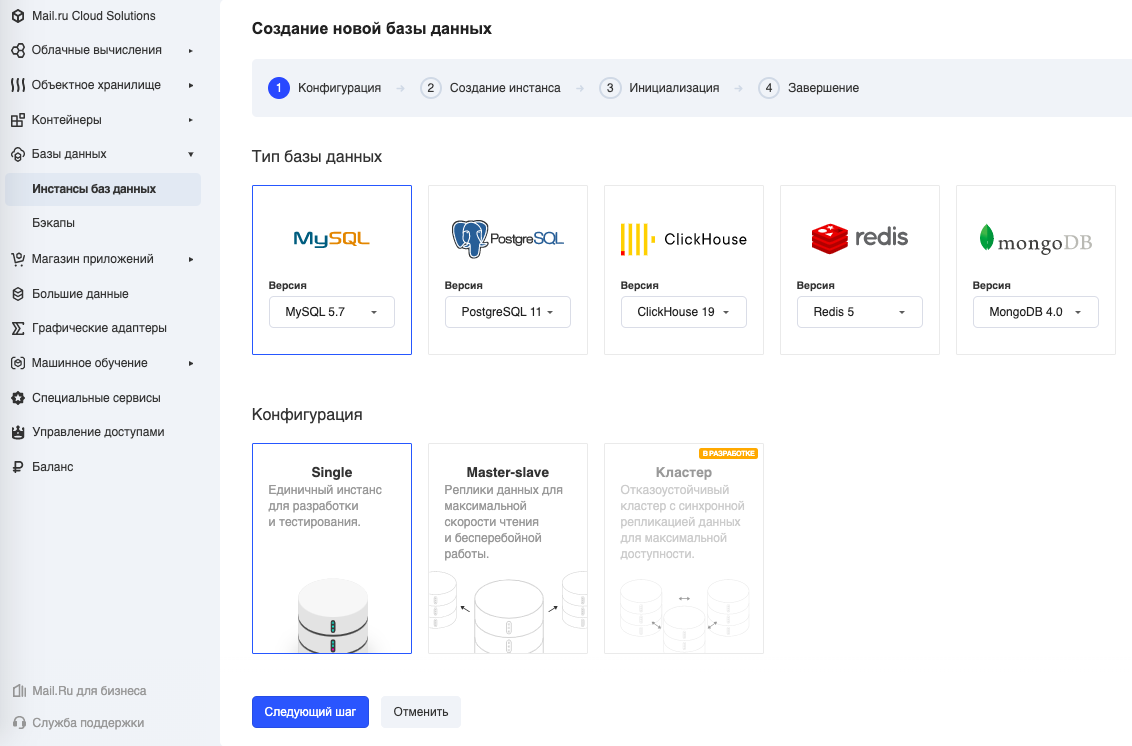 Mail.ru Cloud Solutions
Облачные вычисления
Объектное хранилище
Контейнеры
Базы данных
Инстансы баз данных
Бэкапы
Магазин приложений
Большие данные
Графические адаптеры
Машинное обучение
Специальные сервисы
Управление доступами
Баланс
Mail.Ru для бизнеса
Служба поддержки
Создание новой базы данных
1 Конфигурация 2 Создание инстанса 3 Инициализация 4 Завершение
Тип базы данных
MySQL
Версия
MySQL 5.7
PostgreSQL
Версия
PostgreSQL 11
ClickHouse
Версия
ClickHouse 19
redis
Версия
Redis 5
mongoDB
Версия
MongoDB 4.0
Конфигурация
Single
Единичный инстанс
для разработки
и тестирования.
Master-slave
Реплики данных для
максимальной
скорости чтения
и бесперебойной
работы.
В РАЗРАБОТКЕ
Кластер
Отказоустойчивый
кластер с синхронной
репликацией данных
для максимальной
доступности.
Следующий шаг
Отменить